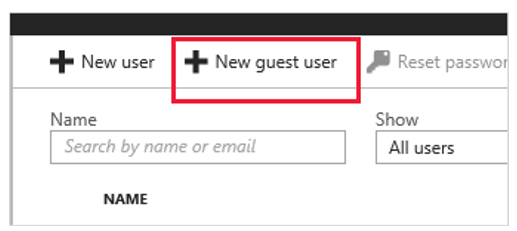 New user New guest user Reset passwor
Name Show
Search by name or email All users
NAME